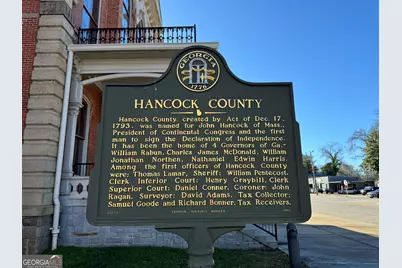 GEORGIA
1776
HANCOCK COUNTY
Hancock County, created by Act of Dec. 17,
1793, was named for John Hancock of Mass.,
President of Continental Congress and the first
man to sign the Declaration of Independence.
It has been the home of 4 Governors of Ga.-
William Rabun, Charles James McDonald, William
Jonathan Northen, Nathaniel Edwin Harris.
Among the first officers of Hancock County
were: Thomas Lamar, Sheriff; William Pentecost,
Clerk Inferior Court; Henry Graybill, Clerk
Superior Court; Daniel Conner, Coroner; John
Ragan, Surveyor; David Adams, Tax Collector;
Samuel Goode and Richard Bonner, Tax Receivers.
GEORGIA HISTORIC MARKER
GEORGIA MLS